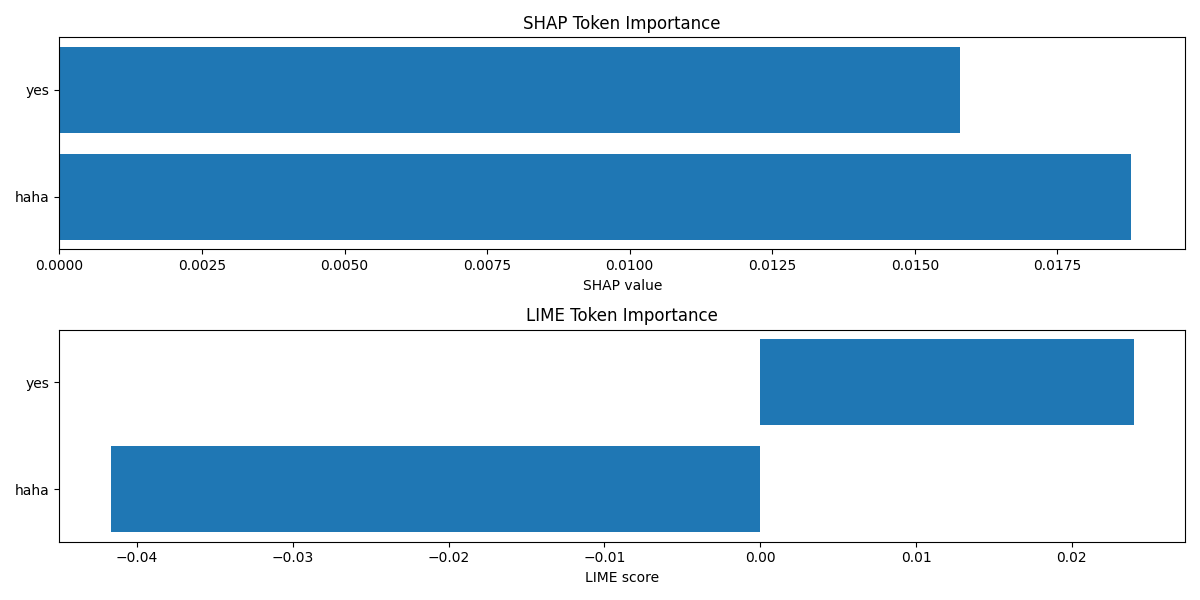 SHAP Token Importance
yes
haha
0.0000 0.0025 0.0050 0.0075 0.0100 0.0125 0.0150 0.0175
SHAP value
LIME Token Importance
yes
haha
−0.04 −0.03 −0.02 −0.01 0.00 0.01 0.02
LIME score